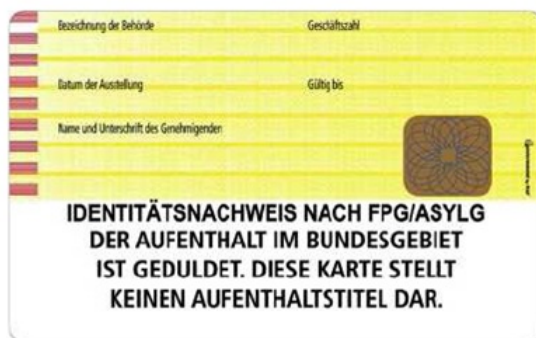 Bezeichnung der Behörde
Geschäftszahl
Datum der Ausstellung
Gültig bis
Name und Unterschrift des Genehmigenden
IDENTITÄTSNACHWEIS NACH FPG/ASYLG
DER AUFENTHALT IM BUNDESGEBIET
IST GEDULDET. DIESE KARTE STELLT
KEINEN AUFENTHALTSTITEL DAR.